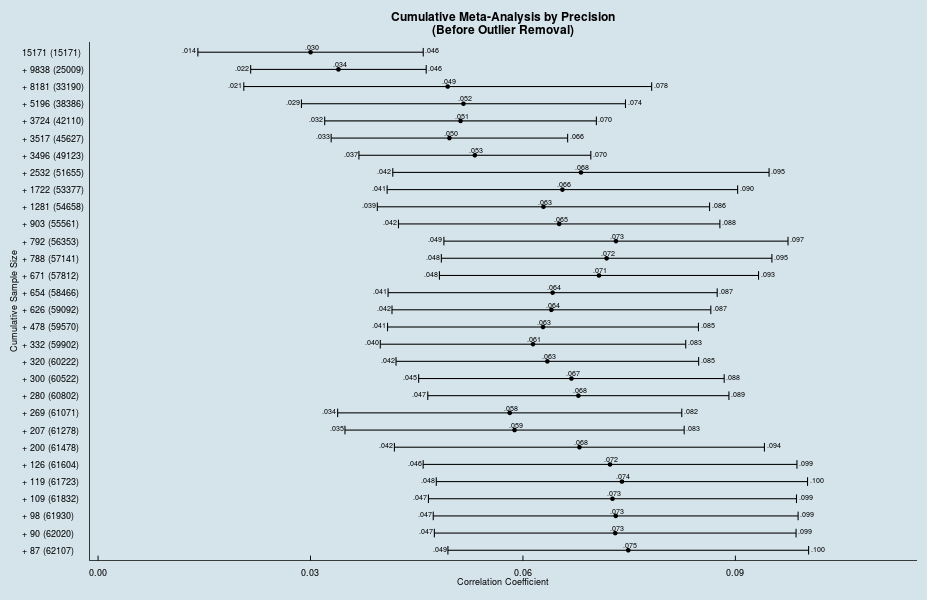 Cumulative Meta-Analysis by Precision
(Before Outlier Removal)
15171 (15171) .014 .030 .046
+ 9838 (25009) .022 .034 .046
+ 8181 (33190) .021 .049 .078
+ 5196 (38386) .029 .052 .074
+ 3724 (42110) .032 .051 .070
+ 3517 (45627) .033 .050 .066
+ 3496 (49123) .037 .053 .070
+ 2532 (51655) .042 .068 .095
+ 1722 (53377) .041 .066 .090
+ 1281 (54658) .039 .063 .086
+ 903 (55561) .042 .065 .088
+ 792 (56353) .049 .073 .097
+ 788 (57141) .048 .072 .095
+ 671 (57812) .048 .071 .093
+ 654 (58466) .041 .064 .087
+ 626 (59092) .042 .064 .087
+ 478 (59570) .041 .063 .085
+ 332 (59902) .040 .061 .083
+ 320 (60222) .042 .063 .085
+ 300 (60522) .045 .067 .088
+ 280 (60802) .047 .068 .089
+ 269 (61071) .034 .058 .082
+ 207 (61278) .035 .059 .083
+ 200 (61478) .042 .068 .094
+ 126 (61604) .046 .072 .099
+ 119 (61723) .048 .074 .100
+ 109 (61832) .047 .073 .099
+ 98 (61930) .047 .073 .099
+ 90 (62020) .047 .073 .099
+ 87 (62107) .049 .075 .100
Cumulative Sample Size
0.00 0.03 0.06 0.09
Correlation Coefficient